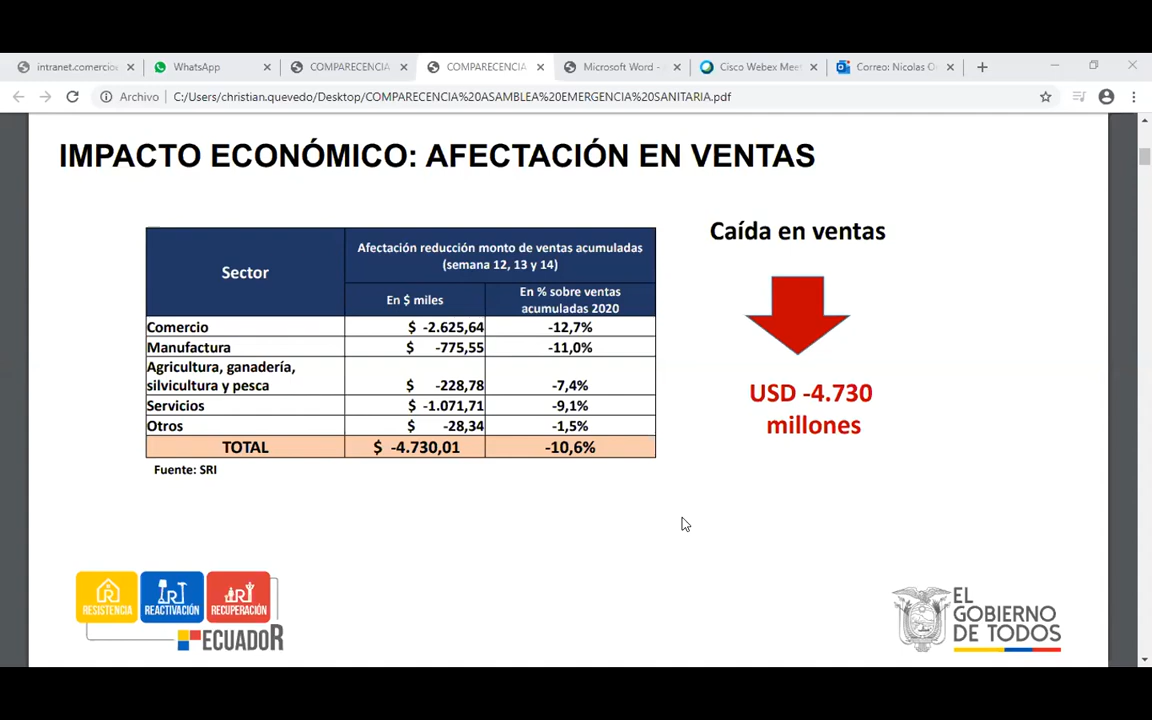 intranet.comercio
WhatsApp
COMPARECENCIA
COMPARECENCIA
Microsoft Word -
Cisco Webex Meet
Correo: Nicolas O
Archivo
C:/Users/christian.quevedo/Desktop/COMPARECENCIA%20ASAMBLEA%20EMERGENCIA%20SANITARIA.pdf
IMPACTO ECONÓMICO: AFECTACIÓN EN VENTAS
Sector
Afectación reducción monto de ventas acumuladas
(semana 12, 13 y 14)
En $ miles
En % sobre ventas
acumuladas 2020
Comercio $ -2.625,64 -12,7%
Manufactura $ -775,55 -11,0%
Agricultura, ganadería,
silvicultura y pesca $ -228,78 -7,4%
Servicios $ -1.071,71 -9,1%
Otros $ -28,34 -1,5%
TOTAL $ -4.730,01 -10,6%
Fuente: SRI
Caída en ventas
USD -4.730
millones
RESISTENCIA
REACTIVACIÓN
RECUPERACIÓN
ECUADOR
EL
GOBIERNO
DE TODOS